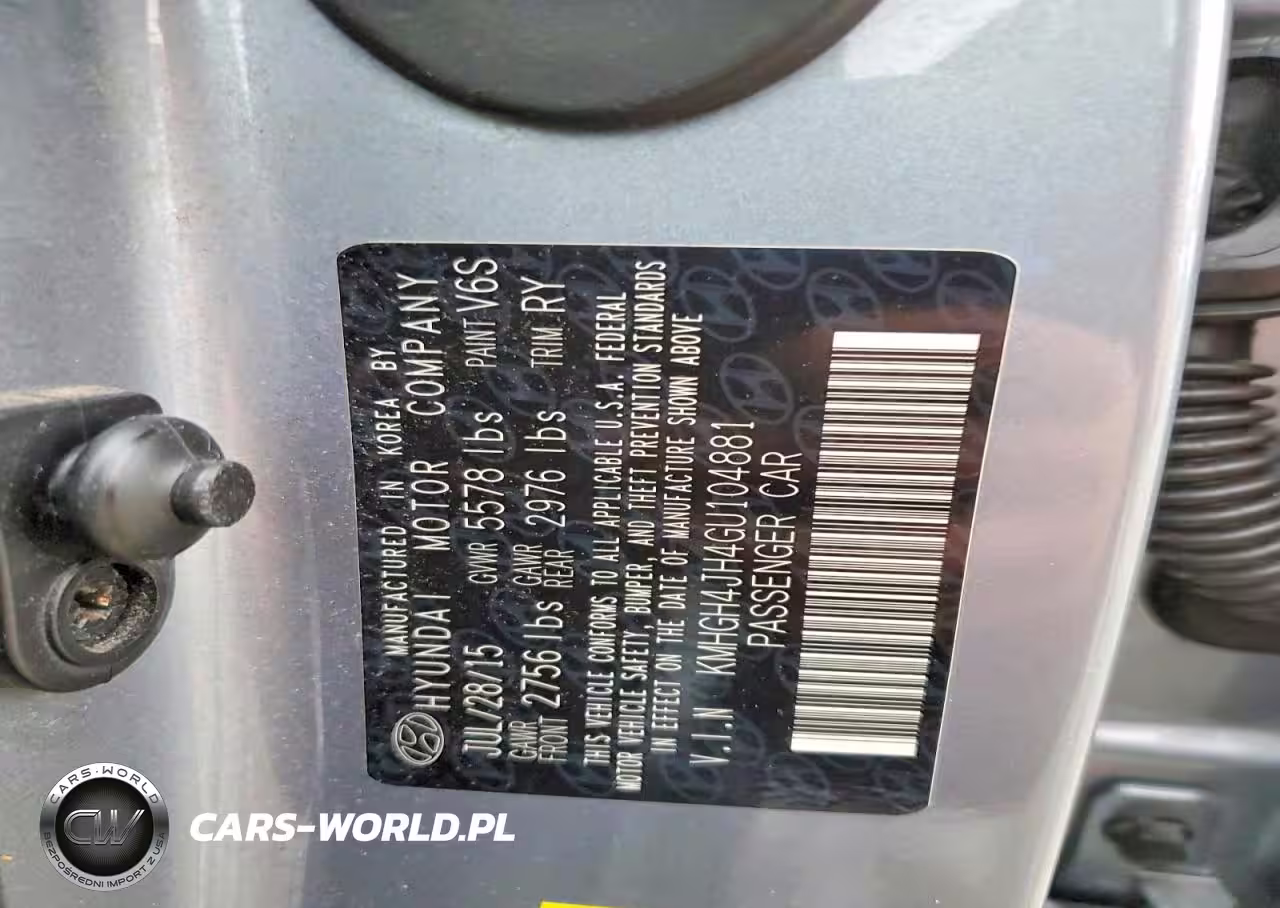 MANUFACTURED IN KOREA BY
HYUNDAI MOTOR COMPANY
JUL/28/15 GVWR 5578 lbs PAINT V6S
GAWR FRONT 2756 lbs GAWR REAR 2976 lbs TRIM RY
THIS VEHICLE CONFORMS TO ALL APPLICABLE U.S.A. FEDERAL
MOTOR VEHICLE SAFETY, BUMPER, AND THEFT PREVENTION STANDARDS
IN EFFECT ON THE DATE OF MANUFACTURE SHOWN ABOVE
V.I.N KMHGH4JH4GU104881
PASSENGER CAR
CARS-WORLD
CW
BEZPOŚREDNI IMPORT Z USA
CARS-WORLD.PL